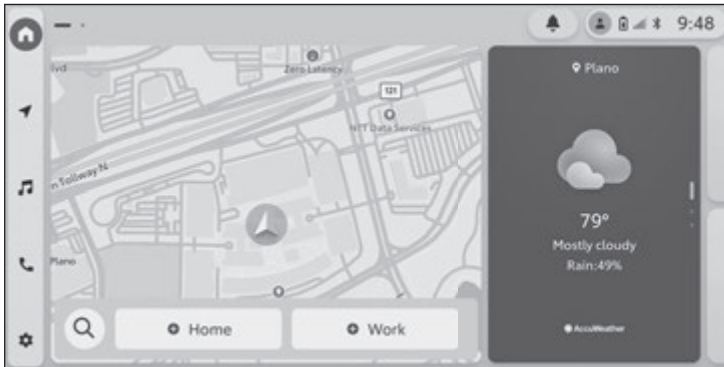 9:48
lvd
Zero Latency
121
NTT Data Services
n Tollway N
Plano
Home
Work
Plano
79°
Mostly cloudy
Rain:49%
AccuWeather